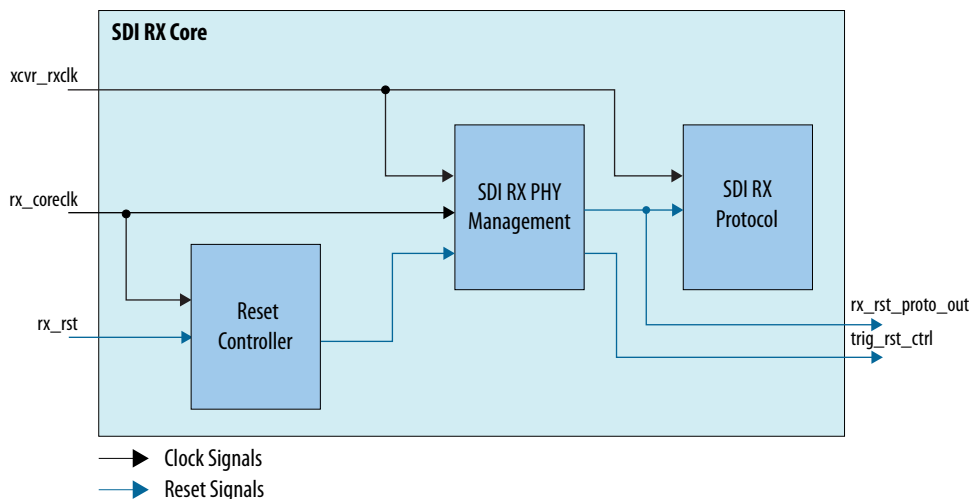 SDI RX Core
xcvr_rxclk
rx_coreclk
rx_rst
SDI RX PHY
Management
SDI RX
Protocol
Reset
Controller
rx_rst_proto_out
trig_rst_ctrl
Clock Signals
Reset Signals